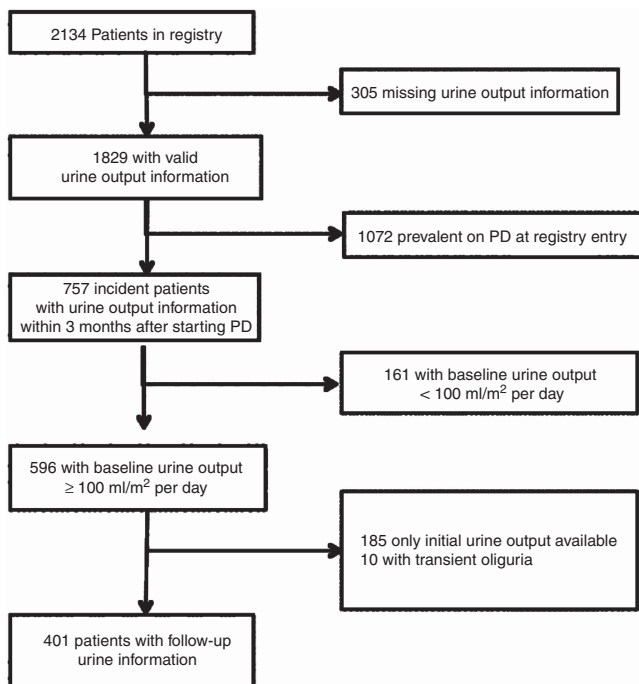 2134 Patients in registry
305 missing urine output information
1829 with valid
urine output information
1072 prevalent on PD at registry entry
757 incident patients
with urine output information
within 3 months after starting PD
161 with baseline urine output
< 100 ml/m² per day
596 with baseline urine output
≥ 100 ml/m² per day
185 only initial urine output available
10 with transient oliguria
401 patients with follow-up
urine information